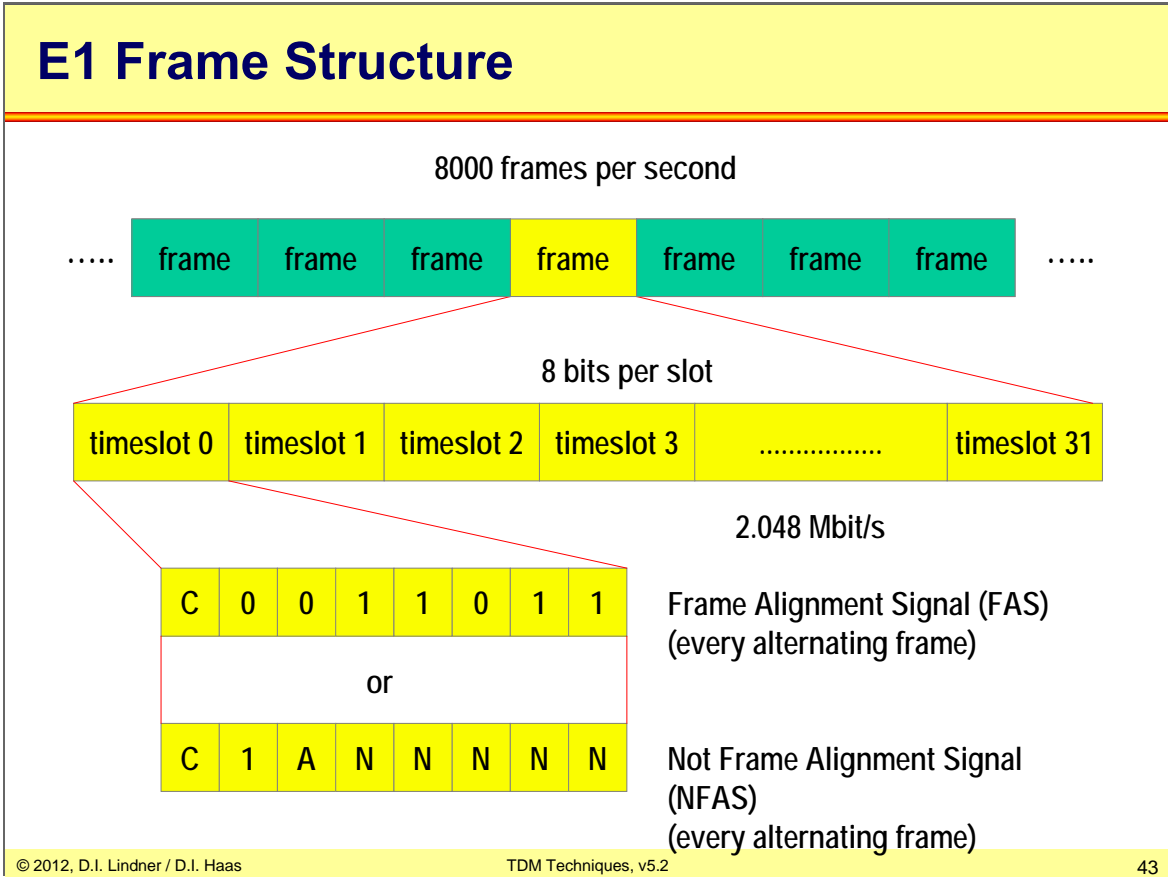 E1 Frame Structure
8000 frames per second
..... frame frame frame frame frame frame frame .....
8 bits per slot
timeslot 0 timeslot 1 timeslot 2 timeslot 3 ................. timeslot 31
2.048 Mbit/s
C 0 0 1 1 0 1 1 Frame Alignment Signal (FAS)
(every alternating frame)
or
C 1 A N N N N N Not Frame Alignment Signal
(NFAS)
(every alternating frame)
© 2012, D.I. Lindner / D.I. Haas TDM Techniques, v5.2 43